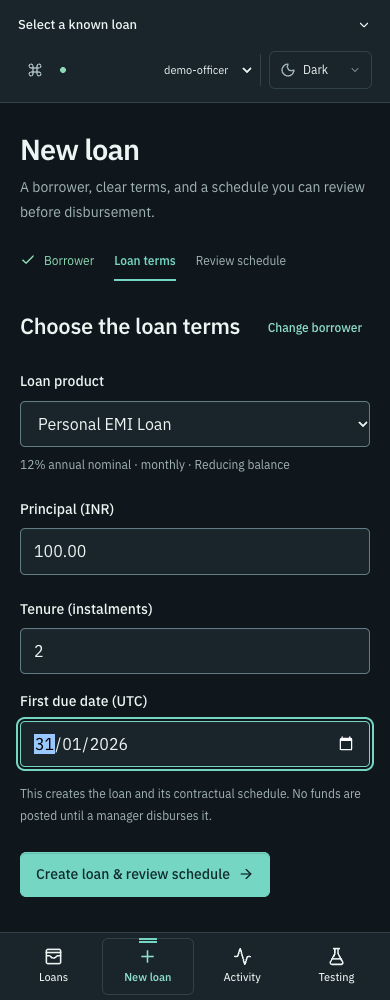 Select a known loan
⌘
demo-officer
Dark
New loan
A borrower, clear terms, and a schedule you can review
before disbursement.
Borrower
Loan terms
Review schedule
Choose the loan terms
Change borrower
Loan product
Personal EMI Loan
12% annual nominal · monthly · Reducing balance
Principal (INR)
100.00
Tenure (instalments)
2
First due date (UTC)
31/01/2026
This creates the loan and its contractual schedule. No funds are
posted until a manager disburses it.
Create loan & review schedule →
Loans
New loan
Activity
Testing